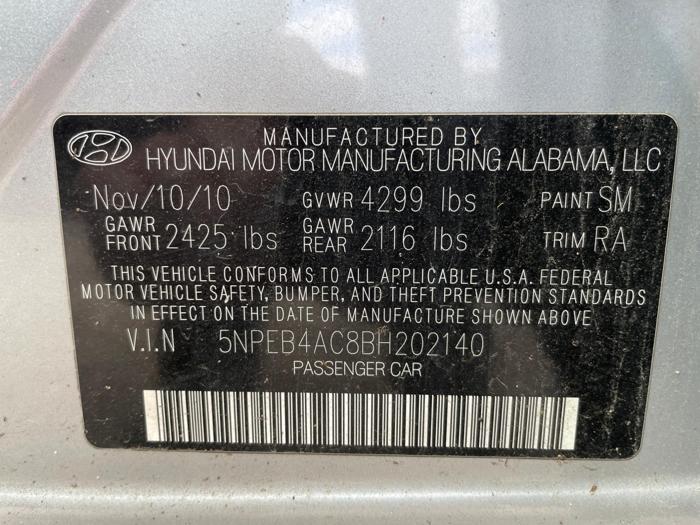 MANUFACTURED BY
HYUNDAI MOTOR MANUFACTURING ALABAMA, LLC
Nov/10/10 GVWR 4299 lbs PAINT SM
GAWR FRONT 2425 lbs GAWR REAR 2116 lbs TRIM RA
THIS VEHICLE CONFORMS TO ALL APPLICABLE U.S.A. FEDERAL
MOTOR VEHICLE SAFETY, BUMPER, AND THEFT PREVENTION STANDARDS
IN EFFECT ON THE DATE OF MANUFACTURE SHOWN ABOVE
V.I.N 5NPEB4AC8BH202140
PASSENGER CAR